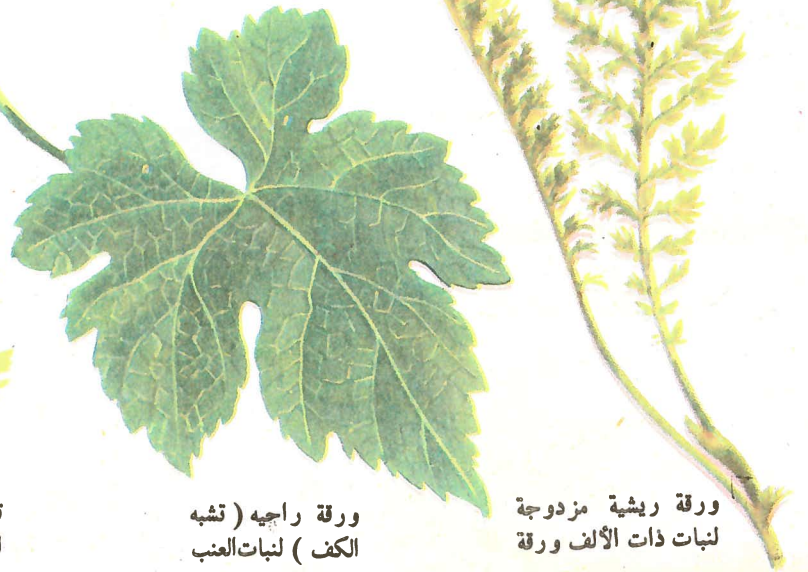 ورقة ريشية مزدوجة
لنبات ذات الألف ورقة
ورقة راحيه ( تشبه
الكف ) لنبات العنب